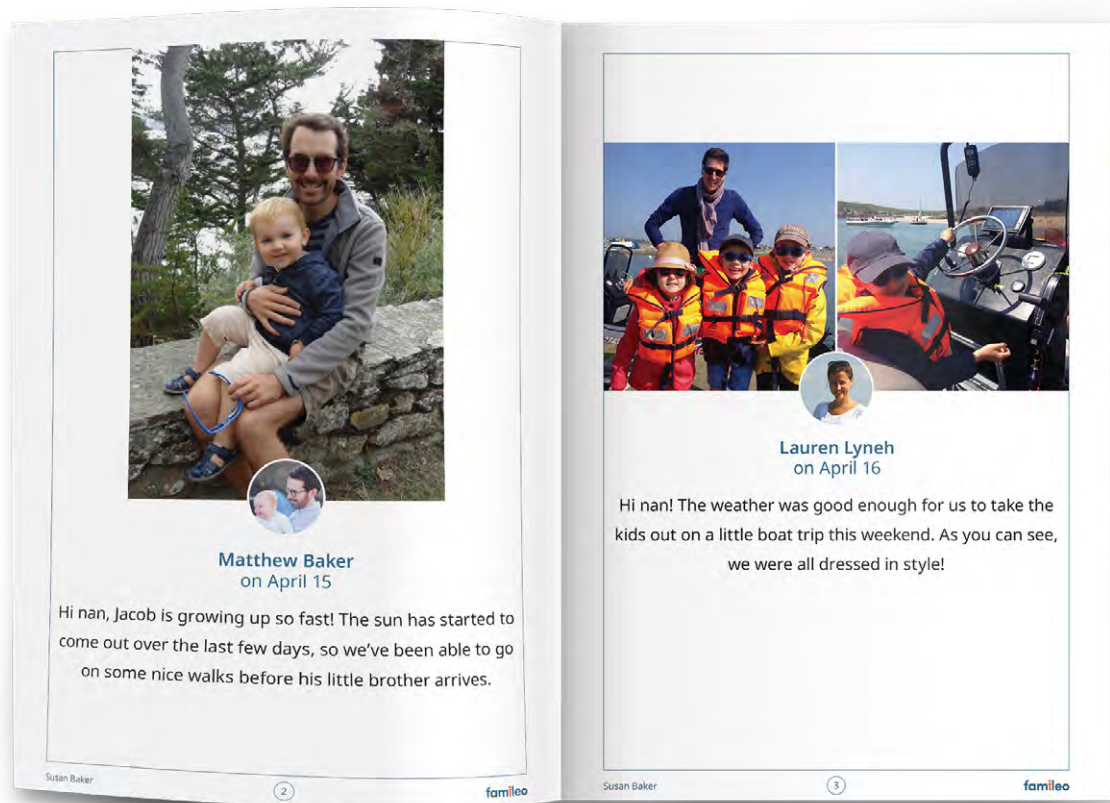 Matthew Baker
on April 15
Hi nan, Jacob is growing up so fast! The sun has started to
come out over the last few days, so we’ve been able to go
on some nice walks before his little brother arrives.
Susan Baker
2
famileo
Lauren Lyneh
on April 16
Hi nan! The weather was good enough for us to take the
kids out on a little boat trip this weekend. As you can see,
we were all dressed in style!
Susan Baker
3
famileo